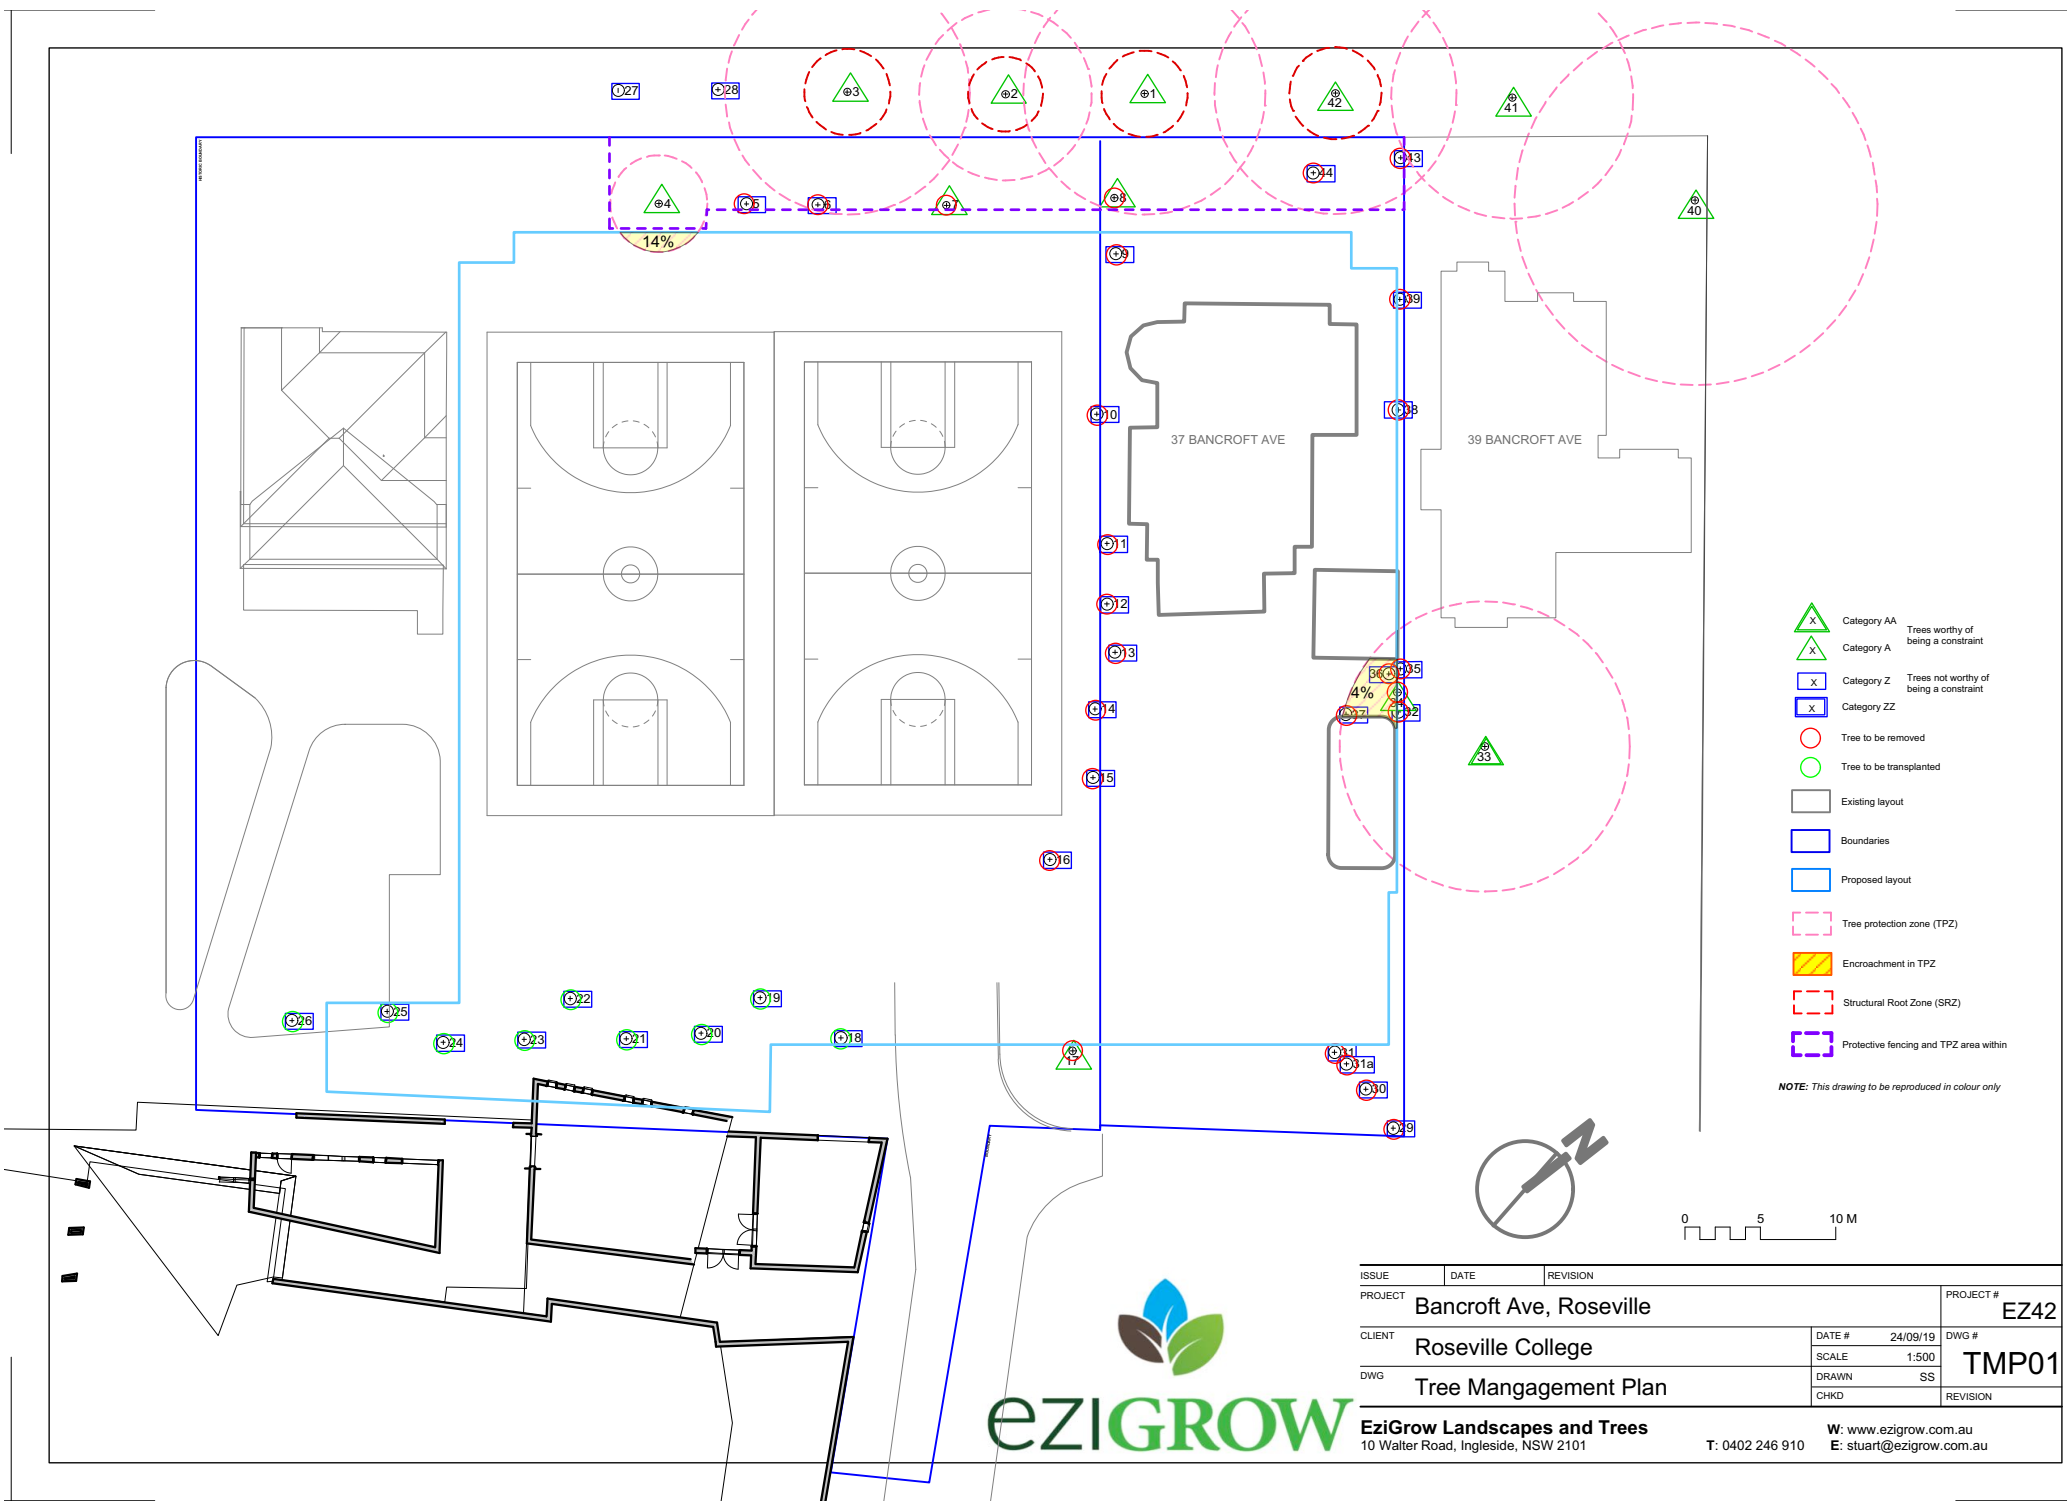 27
28
3
2
1
42
41
43
44
4
5
6
7
8
40
14%
9
39
10
38
37 BANCROFT AVE
39 BANCROFT AVE
11
12
13
36
35
4%
14
37
32
33
15
16
X Category AA
Trees worthy of
being a constraint
X Category A
X Category Z
Trees not worthy of
being a constraint
X Category ZZ
Tree to be removed
Tree to be transplanted
Existing layout
Boundaries
Proposed layout
Tree protection zone (TPZ)
Encroachment in TPZ
Structural Root Zone (SRZ)
Protective fencing and TPZ area within
NOTE: This drawing to be reproduced in colour only
22
19
26
25
24
23
21
20
18
17
31
31a
30
29
N
0 5 10 M
ISSUE DATE REVISION
PROJECT Bancroft Ave, Roseville
PROJECT # EZ42
CLIENT Roseville College
DATE # 24/09/19
DWG # TMP01
SCALE 1:500
DWG Tree Mangagement Plan
DRAWN SS
CHKD
REVISION
eziGROW
EziGrow Landscapes and Trees
10 Walter Road, Ingleside, NSW 2101
T: 0402 246 910
W: www.ezigrow.com.au
E: stuart@ezigrow.com.au